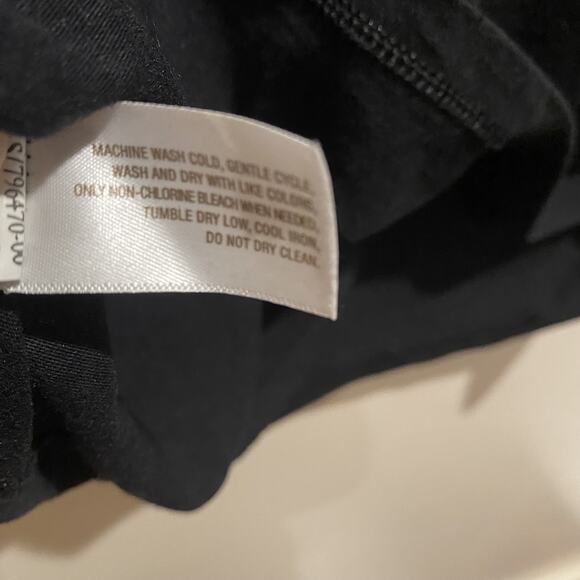 MACHINE WASH COLD, GENTLE CYCLE,
WASH AND DRY WITH LIKE COLORS,
ONLY NON-CHLORINE BLEACH WHEN NEEDED,
TUMBLE DRY LOW, COOL IRON,
DO NOT DRY CLEAN.